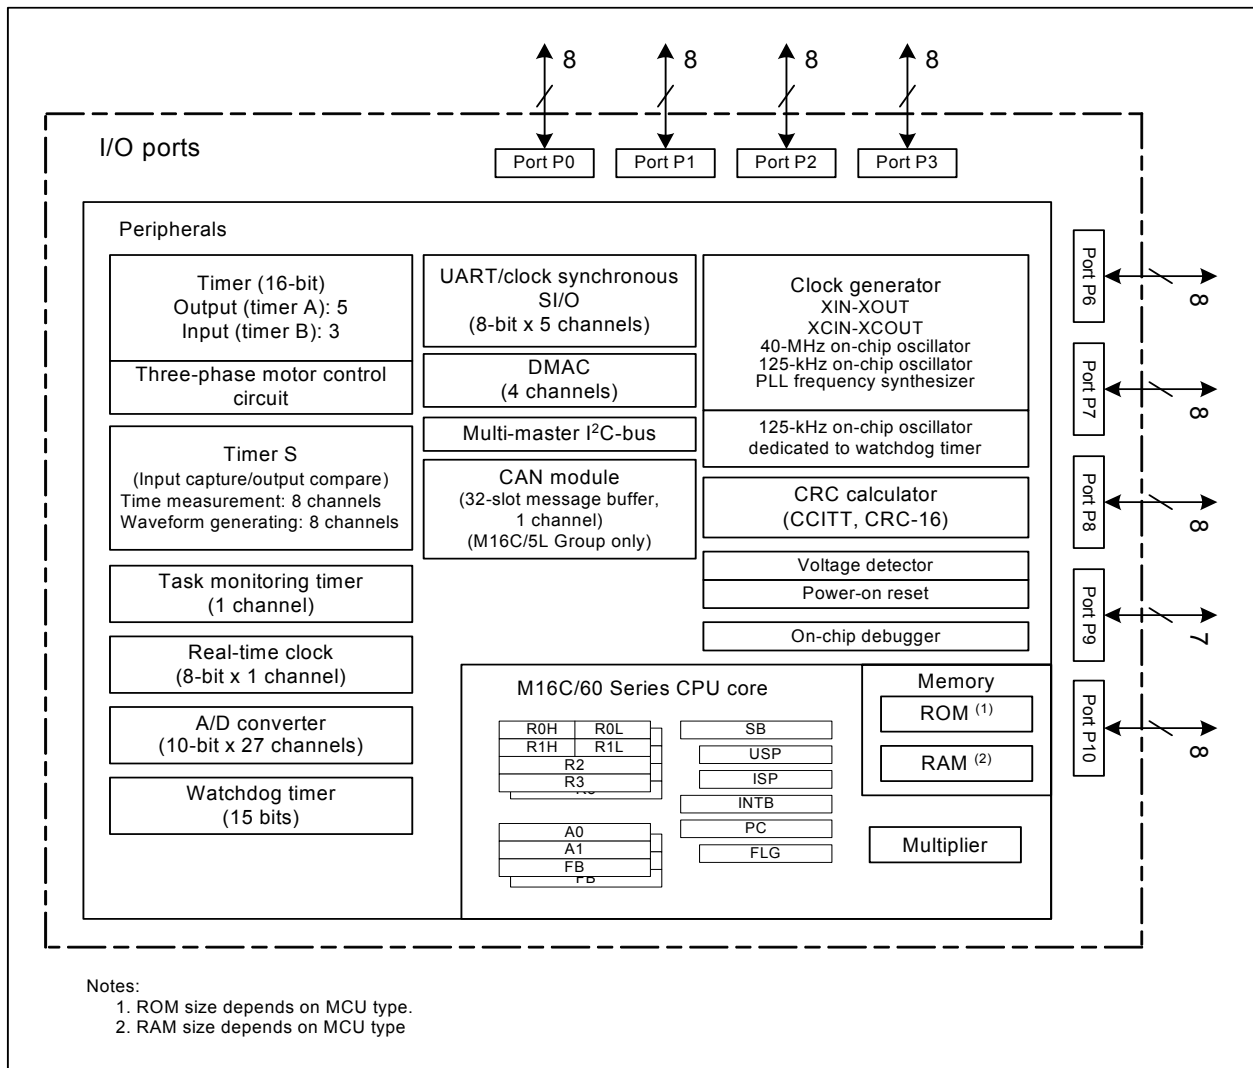 8
8
8
8
I/O ports
Port P0
Port P1
Port P2
Port P3
Peripherals
Timer (16-bit)
Output (timer A): 5
Input (timer B): 3
Three-phase motor control
circuit
Timer S
(Input capture/output compare)
Time measurement: 8 channels
Waveform generating: 8 channels
Task monitoring timer
(1 channel)
Real-time clock
(8-bit x 1 channel)
A/D converter
(10-bit x 27 channels)
Watchdog timer
(15 bits)
UART/clock synchronous
SI/O
(8-bit x 5 channels)
DMAC
(4 channels)
Multi-master I²C-bus
CAN module
(32-slot message buffer,
1 channel)
(M16C/5L Group only)
Clock generator
XIN-XOUT
XCIN-XCOUT
40-MHz on-chip oscillator
125-kHz on-chip oscillator
PLL frequency synthesizer
125-kHz on-chip oscillator
dedicated to watchdog timer
CRC calculator
(CCITT, CRC-16)
Voltage detector
Power-on reset
On-chip debugger
M16C/60 Series CPU core
R0H
R0L
R1H
R1L
R2
R3
A0
A1
FB
FB
SB
USP
ISP
INTB
PC
FLG
Memory
ROM (1)
RAM (2)
Multiplier
Port P6
8
Port P7
8
Port P8
8
Port P9
7
Port P10
8
Notes:
1. ROM size depends on MCU type.
2. RAM size depends on MCU type